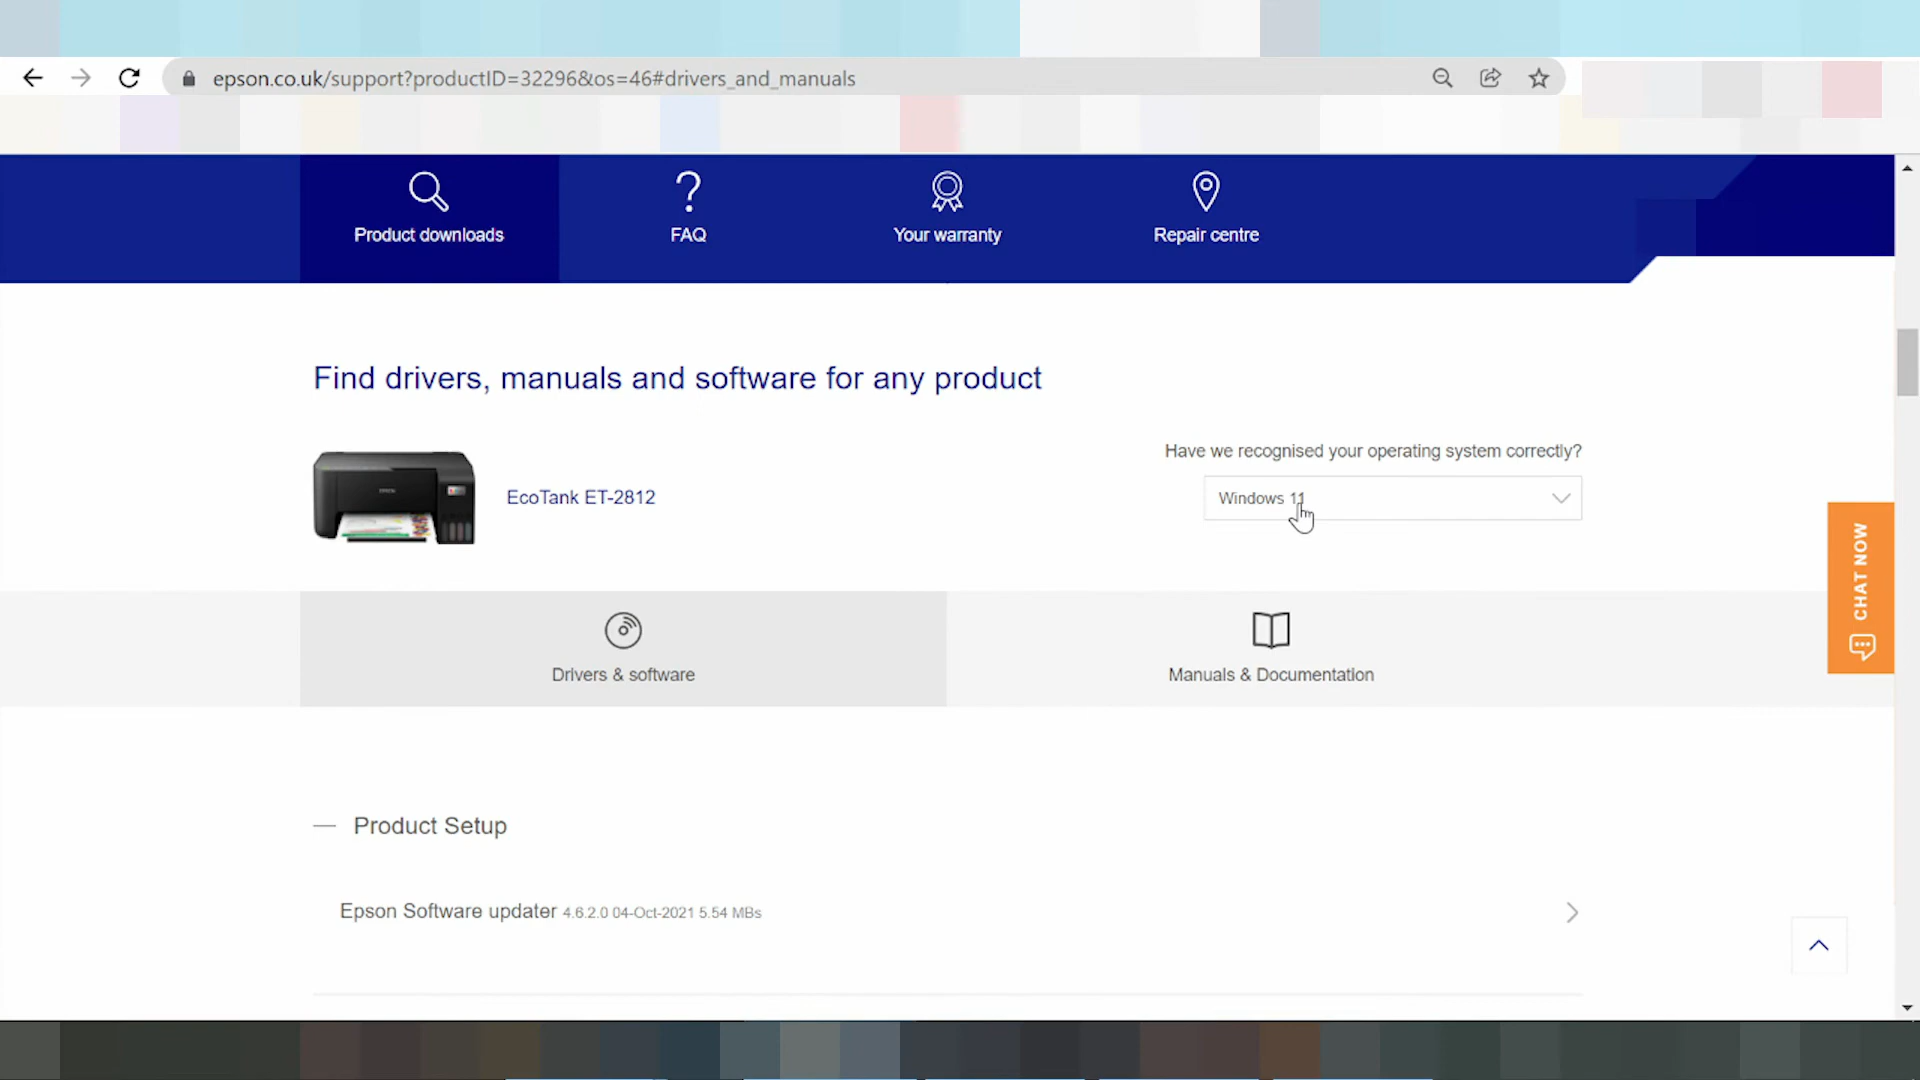 epson.co.uk/support?productID=32296&os=46#drivers_and_manuals
Product downloads
FAQ
Your warranty
Repair centre
Find drivers, manuals and software for any product
Have we recognised your operating system correctly?
EPSON
EcoTank ET-2812
Windows 11
CHAT NOW
Drivers & software
Manuals & Documentation
Product Setup
Epson Software updater 4.6.2.0 04-Oct-2021 5.54 MBs